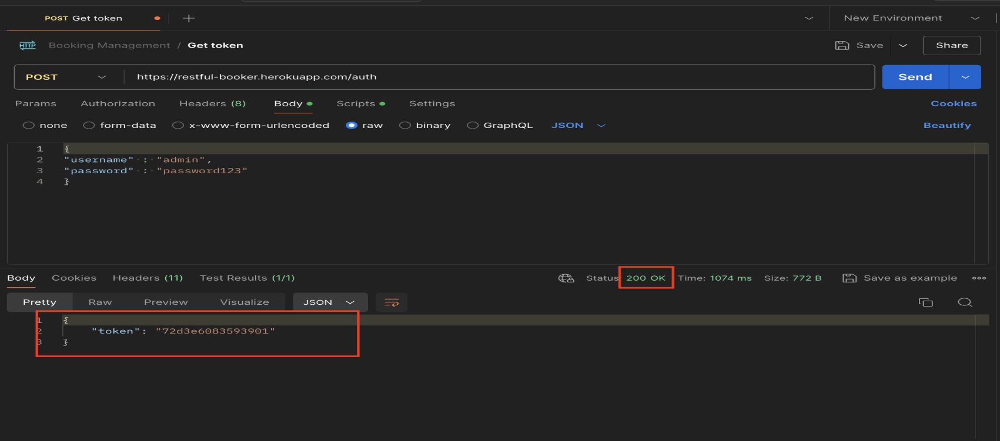 POST Get token
New Environment
HTTP Booking Management / Get token Save Share
POST https://restful-booker.herokuapp.com/auth Send
Params Authorization Headers (8) Body Scripts Settings Cookies
none form-data x-www-form-urlencoded raw binary GraphQL JSON Beautify
1 {
2 "username" : "admin",
3 "password" : "password123"
4 }
Body Cookies Headers (11) Test Results (1/1) Status: 200 OK Time: 1074 ms Size: 772 B Save as example
Pretty Raw Preview Visualize JSON
1 {
2 "token": "72d3e6083593901"
3 }